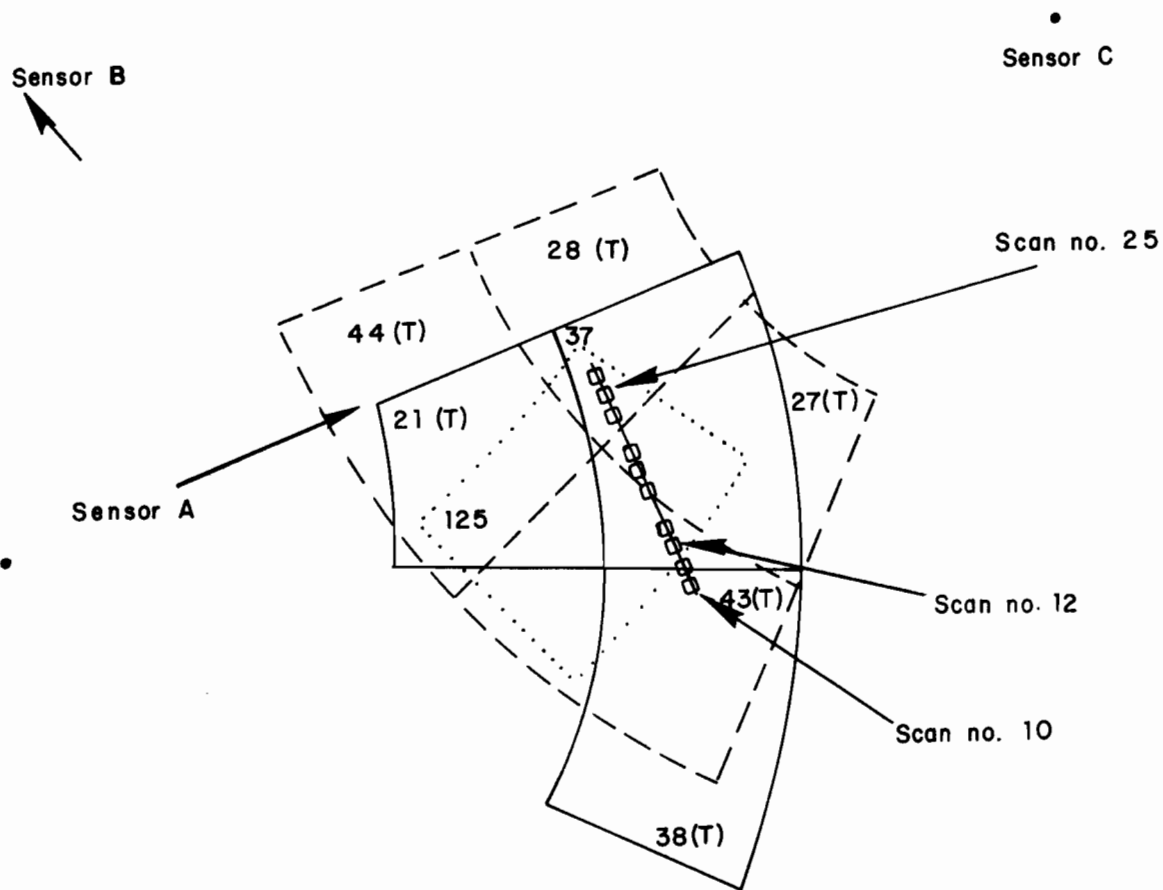 Sensor C
Sensor B
28 (T)
Scan no. 25
44 (T)
37
27(T)
21 (T)
Sensor A
125
43(T)
Scan no. 12
Scan no. 10
38(T)